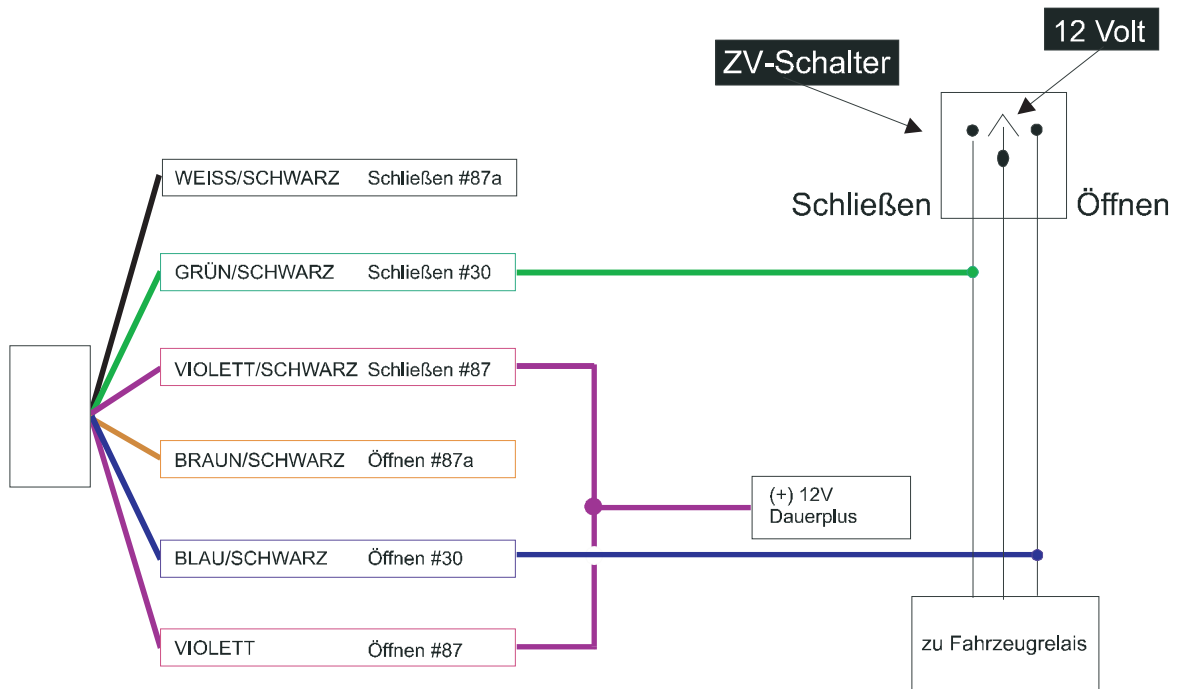 12 Volt
ZV-Schalter
Schließen
Öffnen
WEISS/SCHWARZ Schließen #87a
GRÜN/SCHWARZ Schließen #30
VIOLETT/SCHWARZ Schließen #87
BRAUN/SCHWARZ Öffnen #87a
(+) 12V
Dauerplus
BLAU/SCHWARZ Öffnen #30
VIOLETT Öffnen #87
zu Fahrzeugrelais